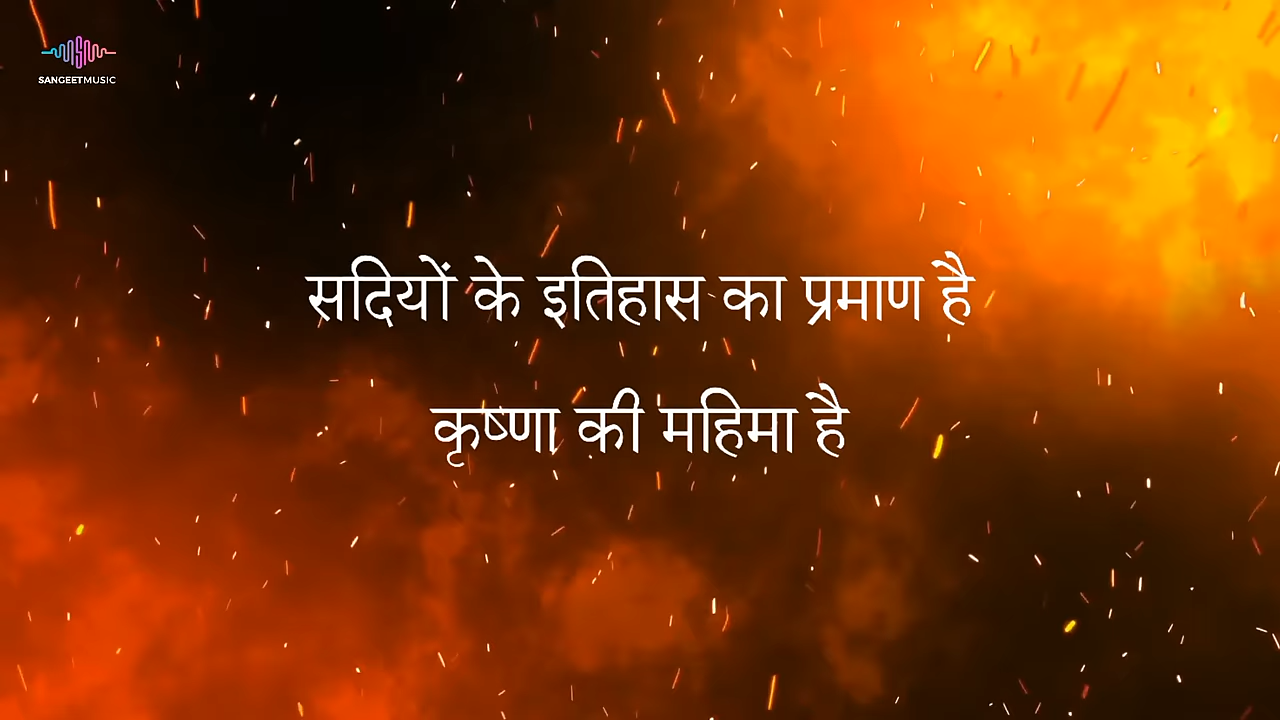 SANGEETMUSIC
सदियों के इतिहास का प्रमाण है
कृष्णा की महिमा है